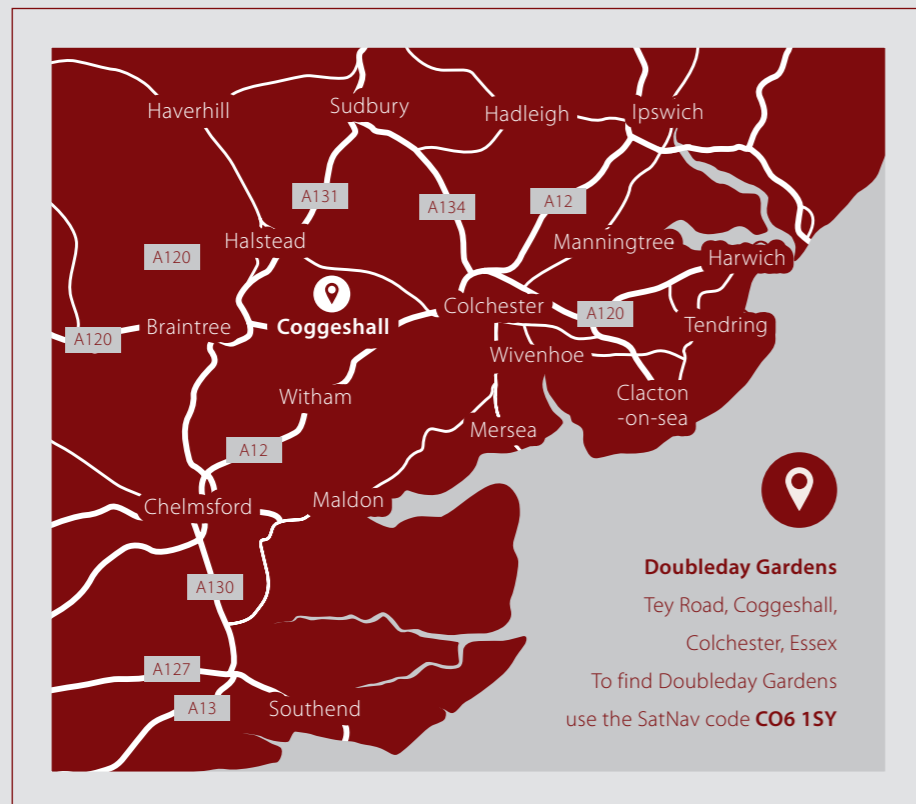 Haverhill
Sudbury
Hadleigh
Ipswich
A131
A134
A12
Halstead
A120
Manningtree
Harwich
Coggeshall
Colchester
A120
Braintree
A120
Tendring
Wivenhoe
Witham
Clacton
-on-sea
Mersea
A12
Chelmsford
Maldon
A130
A127
A13
Southend
Doubleday Gardens
Tey Road, Coggeshall,
Colchester, Essex
To find Doubleday Gardens
use the SatNav code CO6 1SY